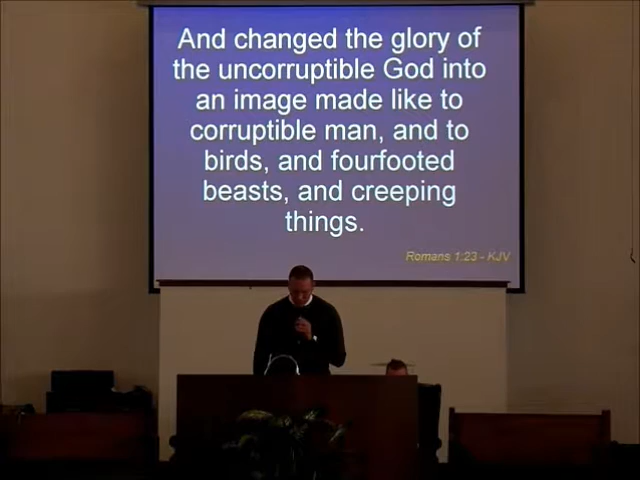 And changed the glory of
the uncorruptible God into
an image made like to
corruptible man, and to
birds, and fourfooted
beasts, and creeping
things.
Romans 1:23 - KJV